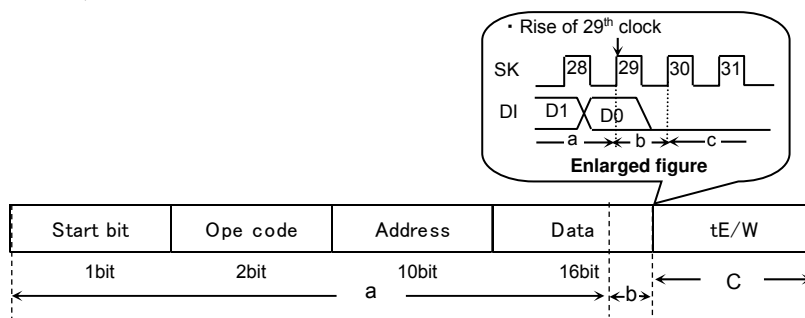 ・Rise of 29th clock
SK 28 29 30 31
DI D1 D0
a b c
Enlarged figure
Start bit Ope code Address Data tE/W
1bit 2bit 10bit 16bit
a b C